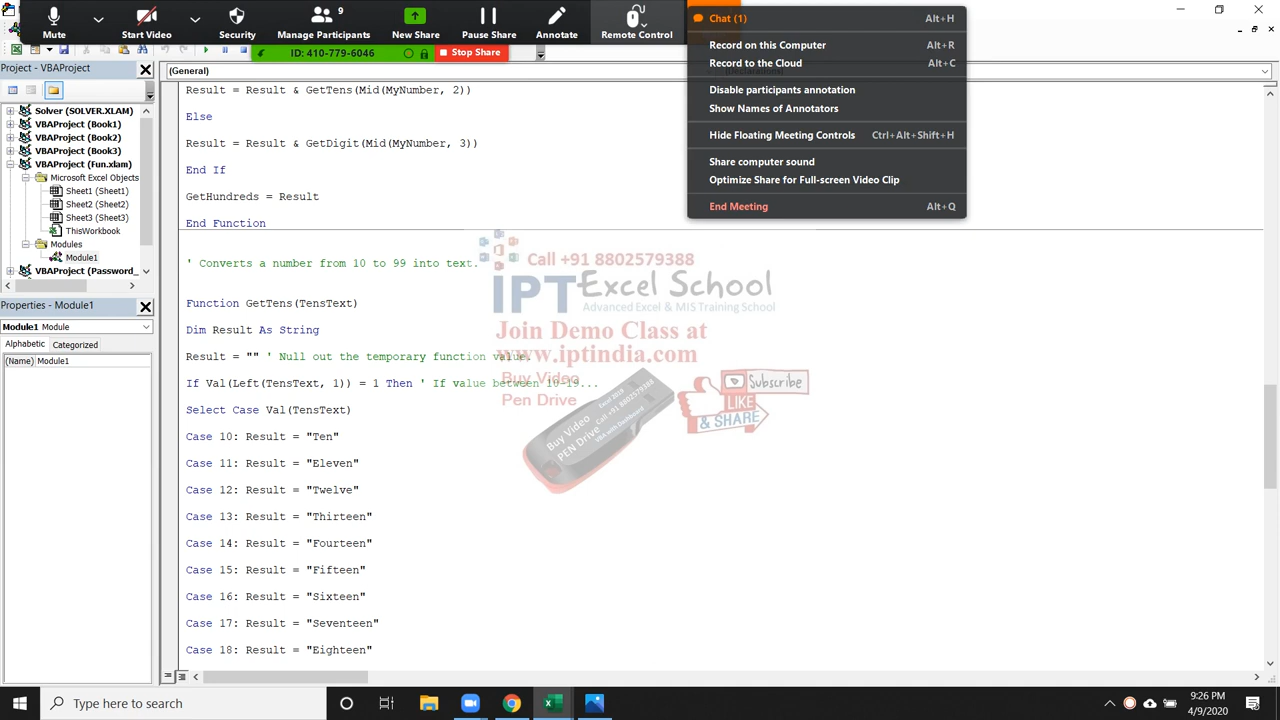 Mute
Start Video
Security
9
Manage Participants
New Share
Pause Share
Annotate
Remote Control
ID: 410-779-6046
Stop Share
Chat (1) Alt+H
Record on this Computer Alt+R
Record to the Cloud Alt+C
Disable participants annotation
Show Names of Annotators
Hide Floating Meeting Controls Ctrl+Alt+Shift+H
Share computer sound
Optimize Share for Full-screen Video Clip
End Meeting Alt+Q
Project - VBAProject
Solver (SOLVER.XLAM)
VBAProject (Book1)
VBAProject (Book2)
VBAProject (Book3)
VBAProject (Fun.xlam)
Microsoft Excel Objects
Sheet1 (Sheet1)
Sheet2 (Sheet2)
Sheet3 (Sheet3)
ThisWorkbook
Modules
Module1
VBAProject (Password_
Properties - Module1
Module1 Module
Alphabetic Categorized
(Name) Module1
(General)
Result = Result & GetTens(Mid(MyNumber, 2))
Else
Result = Result & GetDigit(Mid(MyNumber, 3))
End If
GetHundreds = Result
End Function
' Converts a number from 10 to 99 into text.
Function GetTens(TensText)
Dim Result As String
Result = "" ' Null out the temporary function value.
If Val(Left(TensText, 1)) = 1 Then ' If value between 10-19...
Select Case Val(TensText)
Case 10: Result = "Ten"
Case 11: Result = "Eleven"
Case 12: Result = "Twelve"
Case 13: Result = "Thirteen"
Case 14: Result = "Fourteen"
Case 15: Result = "Fifteen"
Case 16: Result = "Sixteen"
Case 17: Result = "Seventeen"
Case 18: Result = "Eighteen"
Call +91 8802579388
IPT Excel School
Advanced Excel & MIS Training School
Join Demo Class at
www.iptindia.com
Buy Video
Pen Drive
Buy Video
PEN Drive
Call +91 8802579388
Subscribe
LIKE
& SHARE
Type here to search
9:26 PM
4/9/2020